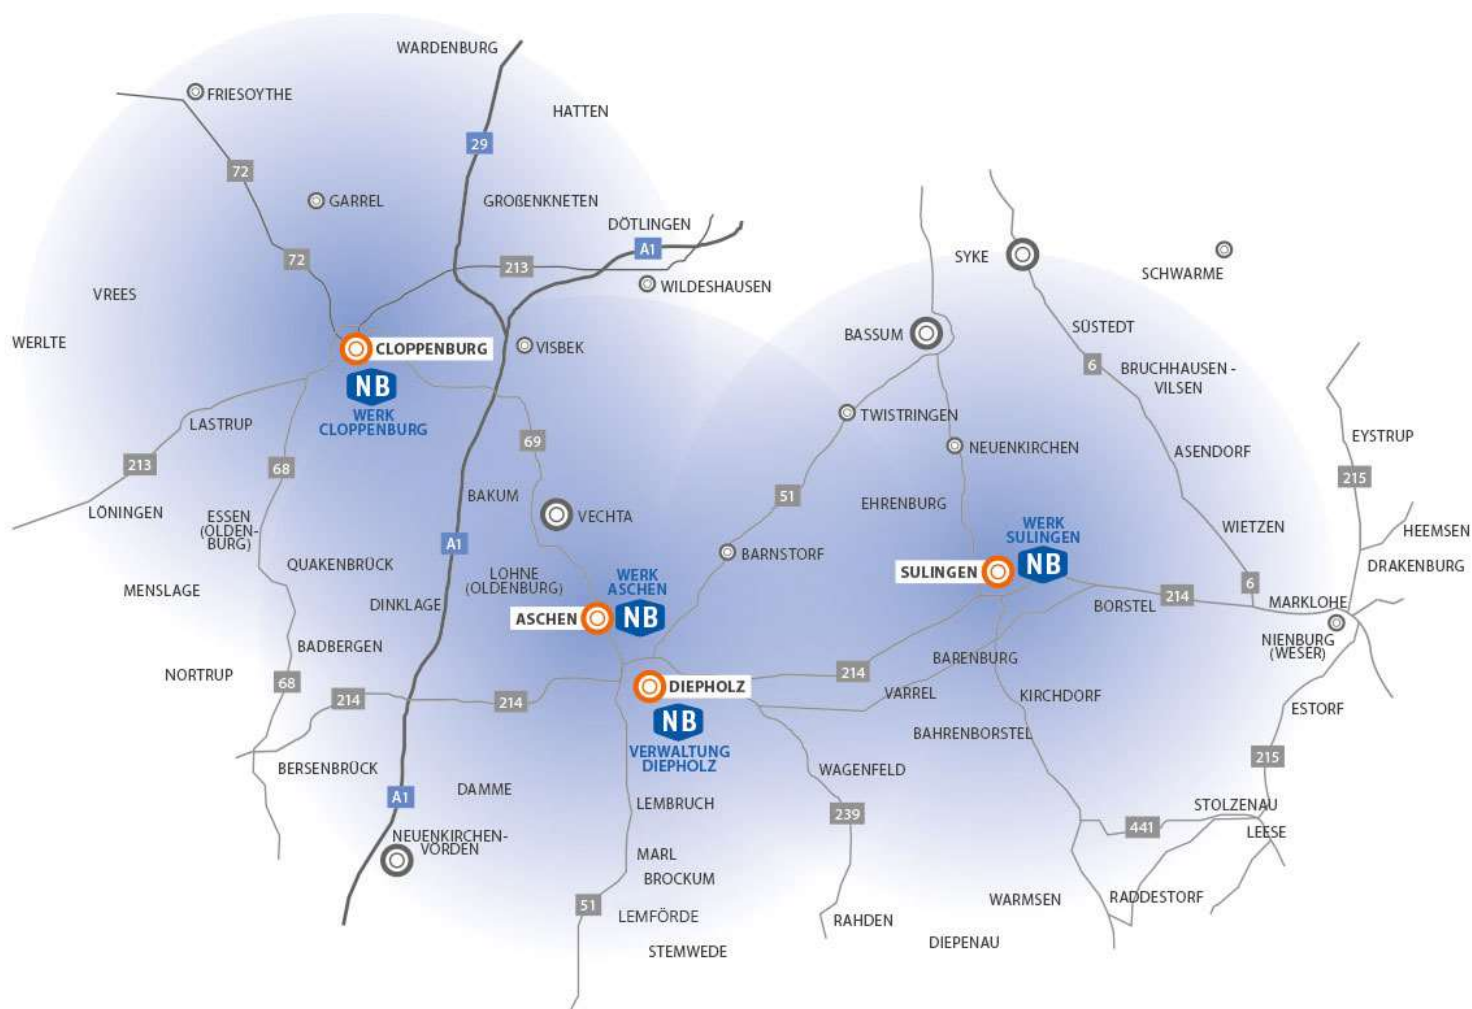 WARDENBURG
FRIESOYTHE
HATTEN
29
72
GARREL
GROßENKNETEN
DÖTLINGEN
A1
SYKE
SCHWARME
72
213
WILDESHAUSEN
VREES
SÜSTEDT
BASSUM
WERLTE
CLOPPENBURG
VISBEK
6
BRUCHHAUSEN -
VILSEN
NB
WERK
CLOPPENBURG
TWISTRINGEN
LASTRUP
69
NEUENKIRCHEN
ASENDORF
EYSTRUP
213
68
215
BAKUM
51
EHRENBURG
LÖNINGEN
ESSEN
(OLDEN-
BURG)
VECHTA
WIETZEN
HEEMSEN
WERK
SULINGEN
A1
BARNSTORF
NB
QUAKENBRÜCK
LOHNE
(OLDENBURG)
WERK
ASCHEN
SULINGEN
DRAKENBURG
MENSLAGE
6
214
DINKLAGE
BORSTEL
MARKLOHE
ASCHEN
NB
NIENBURG
(WESER)
BADBERGEN
BARENBURG
NORTRUP
68
214
214
DIEPHOLZ
214
VARREL
KIRCHDORF
ESTORF
NB
BAHRENBORSTEL
VERWALTUNG
DIEPHOLZ
BERSENBRÜCK
WAGENFELD
215
DAMME
A1
LEMBRUCH
239
STOLZENAU
441
LEESE
NEUENKIRCHEN-
VÖRDEN
MARL
BROCKUM
WARMSEN
RADDESTORF
51
LEMFÖRDE
RAHDEN
STEMWEDE
DIEPENAU